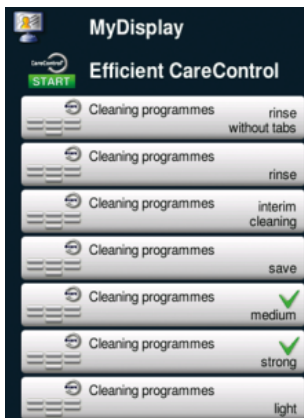 MyDisplay
CareControl
START
Efficient CareControl
Cleaning programmes
rinse
without tabs
Cleaning programmes
rinse
Cleaning programmes
interim
cleaning
Cleaning programmes
save
Cleaning programmes
medium
Cleaning programmes
strong
Cleaning programmes
light